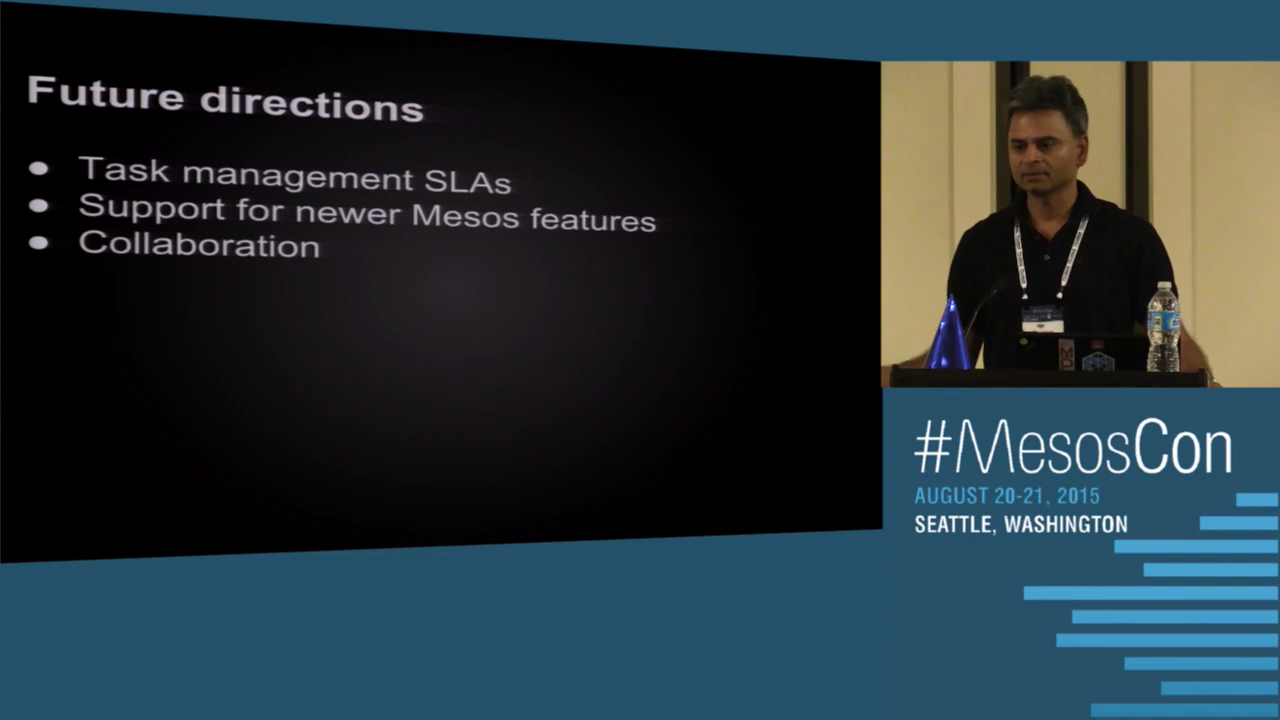 Future directions
● Task management SLAs
● Support for newer Mesos features
● Collaboration
#MesosCon
AUGUST 20-21, 2015
SEATTLE, WASHINGTON